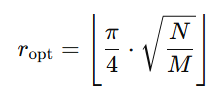 r_opt = ⌊ π/4 · √(N/M) ⌋